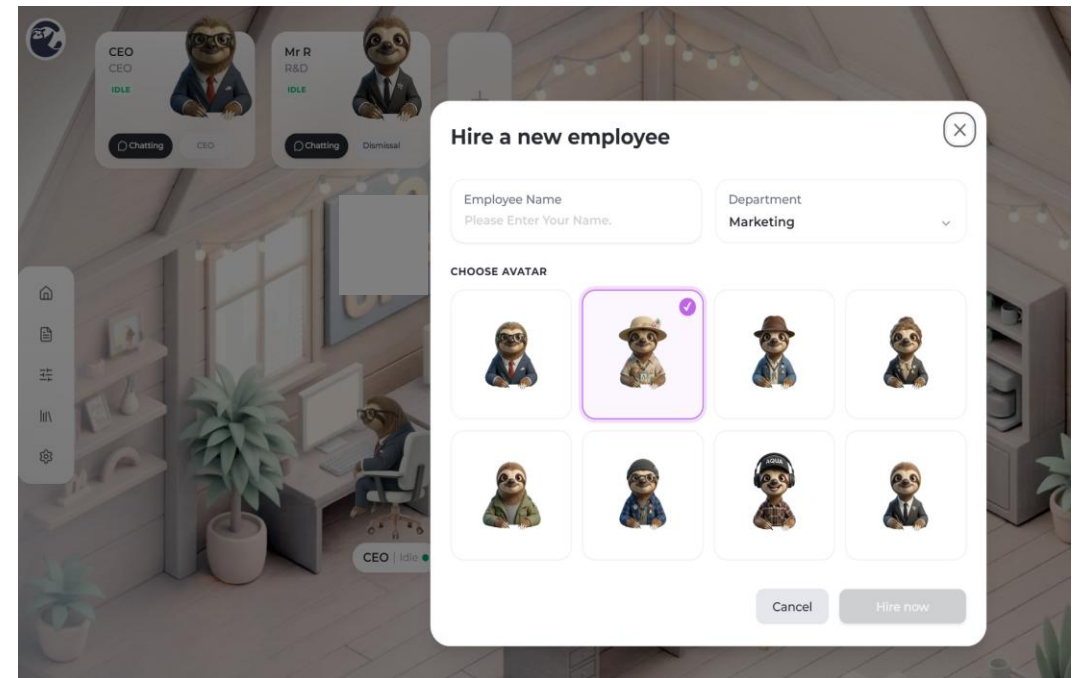 CEO
CEO
IDLE
Chatting
CEO
Mr R
R&D
IDLE
Chatting
Dismissal
Hire a new employee
Employee Name
Please Enter Your Name.
Department
Marketing
CHOOSE AVATAR
AQUA
CEO | Idle
Cancel
Hire now